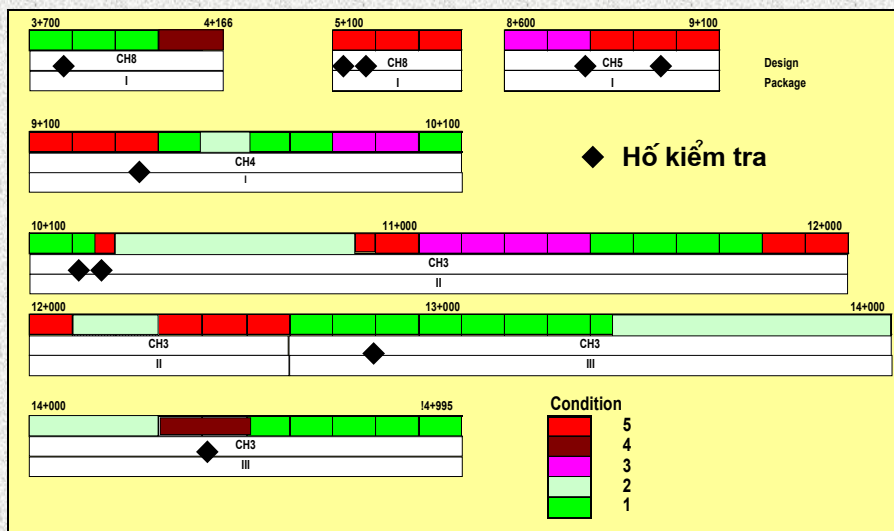 3+700 4+166 5+100 8+600 9+100
CH8 CH8 CH5 Design
I I I Package
9+100 10+100
CH4
I
Hố kiểm tra
10+100 11+000 12+000
CH3
II
12+000 13+000 14+000
CH3 CH3
II III
14+000 !4+995
CH3
III
Condition
5
4
3
2
1